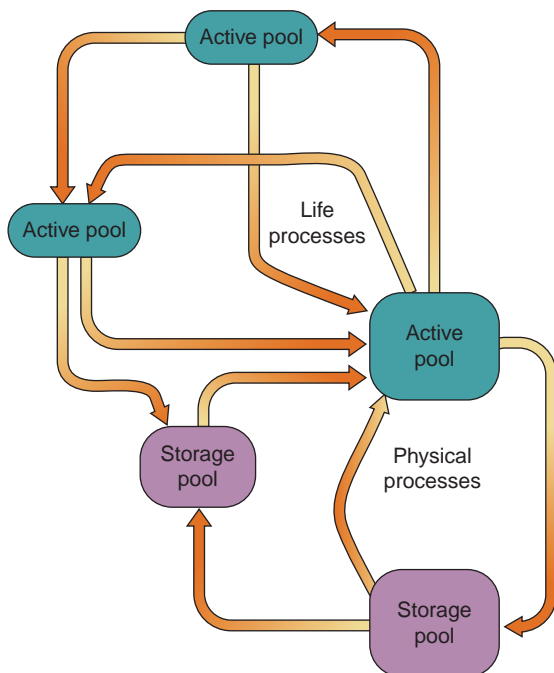 Active pool
Active pool
Life
processes
Active
pool
Storage
pool
Physical
processes
Storage
pool